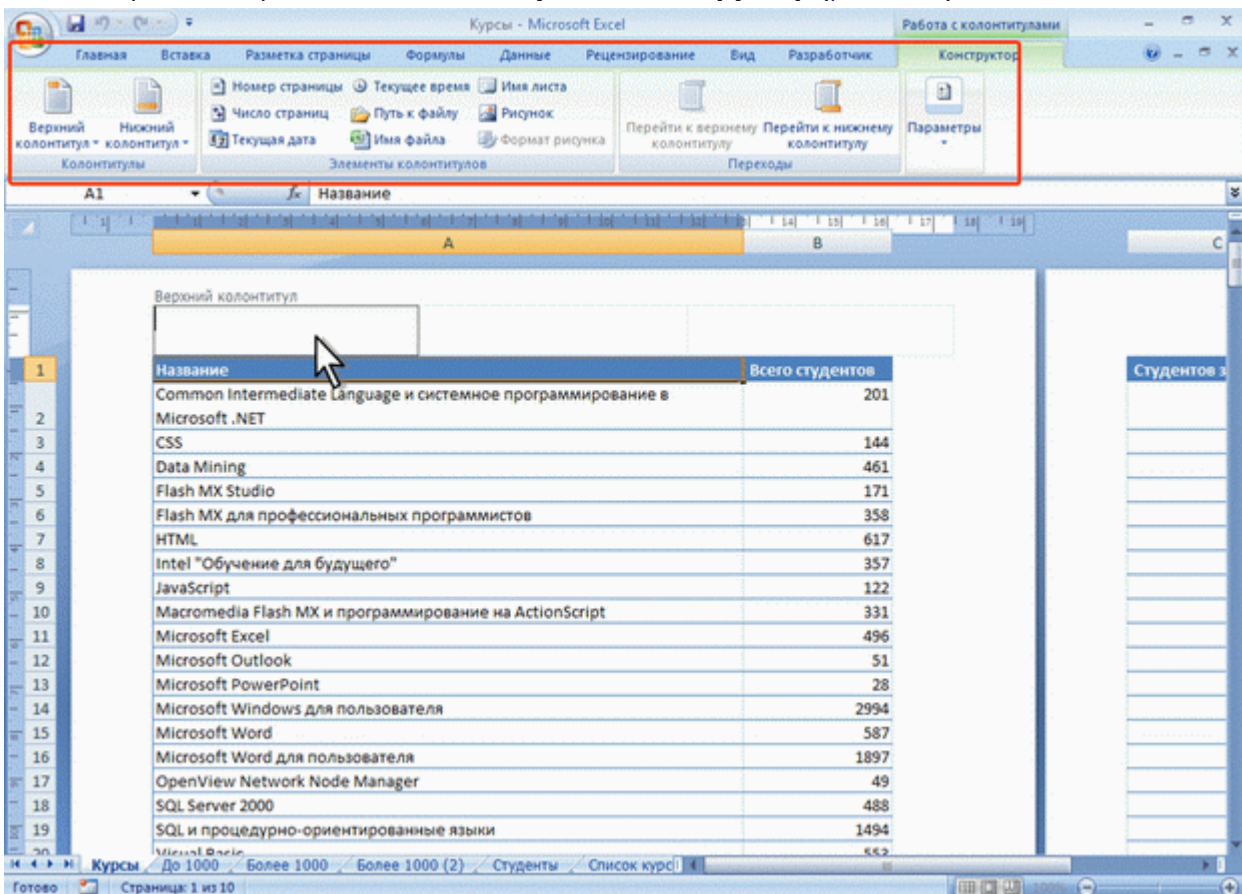 Курсы - Microsoft Excel
Работа с колонтитулами
Главная Вставка Разметка страницы Формулы Данные Рецензирование Вид Разработчик Конструктор
Верхний колонтитул
Нижний колонтитул
Номер страницы Текущее время Имя листа
Число страниц Путь к файлу Рисунок
Текущая дата Имя файла Формат рисунка
Перейти к верхнему колонтитулу
Перейти к нижнему колонтитулу
Параметры
Колонтитулы Элементы колонтитулов Переходы
A1 fx Название
A B C
Верхний колонтитул
1 Название Всего студентов Студентов з
2 Common Intermediate Language и системное программирование в 201
Microsoft .NET
3 CSS 144
4 Data Mining 461
5 Flash MX Studio 171
6 Flash MX для профессиональных программистов 358
7 HTML 617
8 Intel "Обучение для будущего" 357
9 JavaScript 122
10 Macromedia Flash MX и программирование на ActionScript 331
11 Microsoft Excel 496
12 Microsoft Outlook 51
13 Microsoft PowerPoint 28
14 Microsoft Windows для пользователя 2994
15 Microsoft Word 587
16 Microsoft Word для пользователя 1897
17 OpenView Network Node Manager 49
18 SQL Server 2000 488
19 SQL и процедурно-ориентированные языки 1494
20 Visual Basic 553
Курсы До 1000 Более 1000 Более 1000 (2) Студенты Список курс
Готово Страница: 1 из 10 100%